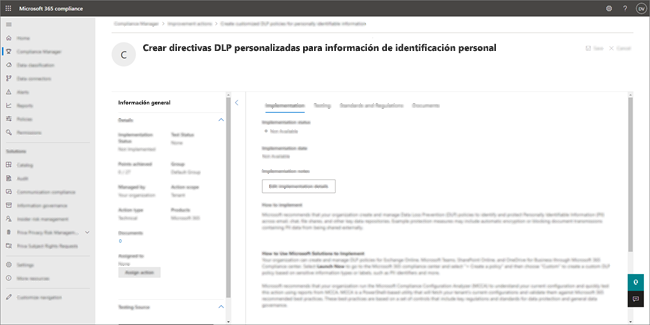 Microsoft 365 compliance
Compliance Manager > Improvement actions > Create customized DLP policies for personally identifiable information
C
Crear directivas DLP personalizadas para información de identificación personal
Save
Cancel
Home
Compliance Manager
Data classification
Data connectors
Alerts
Reports
Policies
Permissions
Solutions
Catalog
Audit
Communication compliance
Information governance
Insider risk management
Priva Privacy Risk Managemen...
Priva Subject Rights Requests
Settings
More resources
Customize navigation
Información general
Details
Implementation Status
Not Implemented
Test Status
None
Points achieved
0 / 27
Group
Default Group
Managed by
Your organization
Action scope
Tenant
Action type
Technical
Products
Microsoft 365
Documents
0
Assigned to
None
Assign action
Testing Source
Implementation
Testing
Standards and Regulations
Documents
Implementation status
Not Available
Implementation date
Not Available
Implementation notes
Edit implementation details
How to implement
Microsoft recommends that your organization create and manage Data Loss Prevention (DLP) policies to identify and protect Personally Identifiable Information (PII)
across email, chat, file shares, and other key data repositories. Example protection measures may include automatic encryption or blocking document transmissions
containing PII data from being shared externally.
How to Use Microsoft Solutions to Implement
Your organization can create and manage DLP policies for Exchange Online, Microsoft Teams, SharePoint Online, and OneDrive for Business through Microsoft 365
Compliance center. Select Launch Now to go to the Microsoft 365 compliance center and select "+ Create a policy" and then choose "Custom" to create a custom DLP
policy based on sensitive information types or labels, such as PII identifiers and more.
Microsoft recommends that your organization run the Microsoft Compliance Configuration Analyzer (MCCA) to understand your current configuration and quickly test
this action using reports from MCCA. MCCA is a PowerShell-based utility that will fetch your tenant's current configurations and validate them against Microsoft 365
recommended best practices. These best practices are based on a set of controls that include key regulations and standards for data protection and general data
governance.